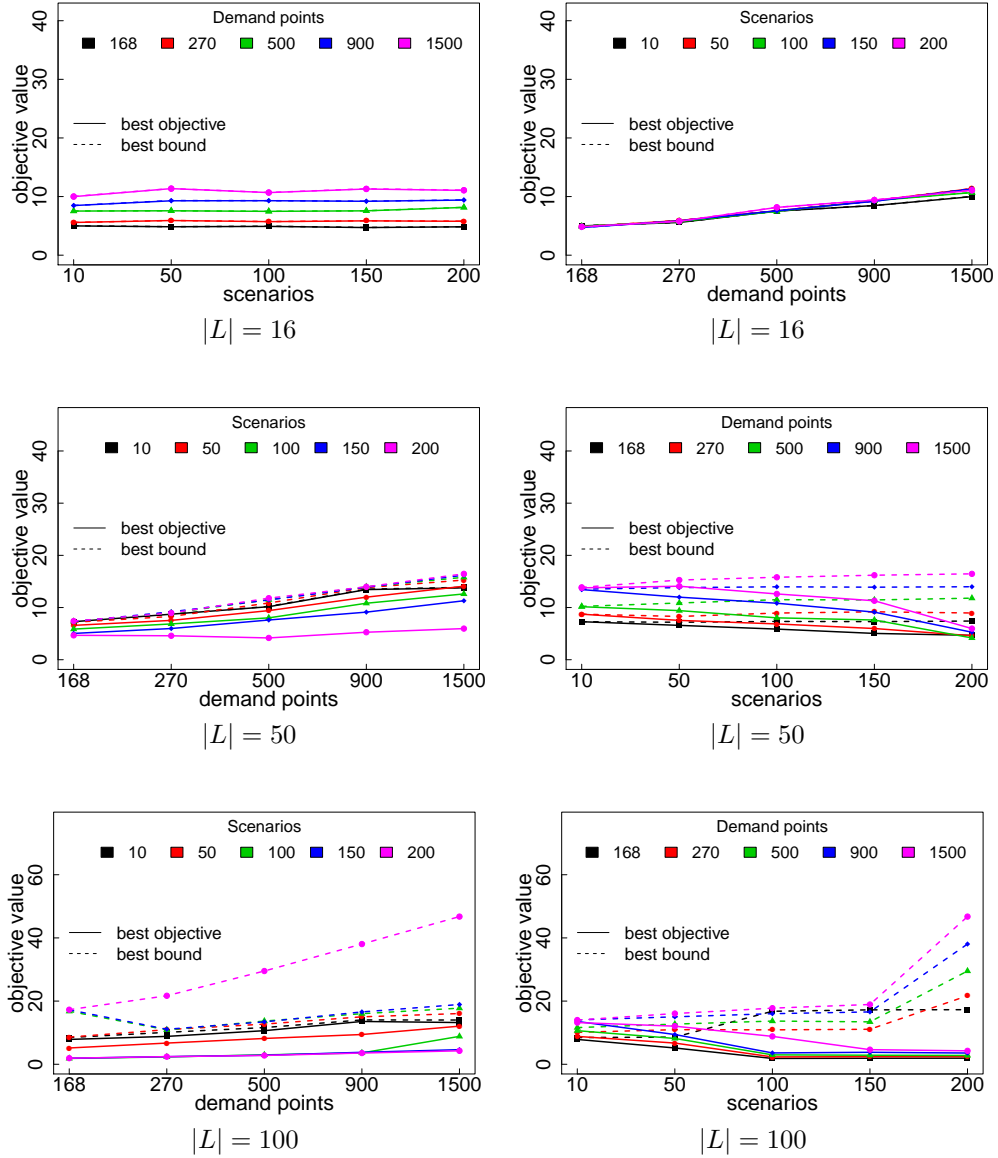 Demand points
168 270 500 900 1500
objective value
0 10 20 30 40
best objective
best bound
10 50 100 150 200
scenarios
|L| = 16
Scenarios
10 50 100 150 200
objective value
0 10 20 30 40
best objective
best bound
168 270 500 900 1500
demand points
|L| = 16
Scenarios
10 50 100 150 200
objective value
0 10 20 30 40
best objective
best bound
168 270 500 900 1500
demand points
|L| = 50
Demand points
168 270 500 900 1500
objective value
0 10 20 30 40
best objective
best bound
10 50 100 150 200
scenarios
|L| = 50
Scenarios
10 50 100 150 200
objective value
0 20 40 60
best objective
best bound
168 270 500 900 1500
demand points
|L| = 100
Demand points
168 270 500 900 1500
objective value
0 20 40 60
best objective
best bound
10 50 100 150 200
scenarios
|L| = 100